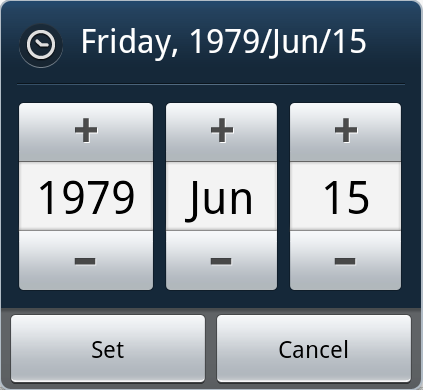 Friday, 1979/Jun/15
+ + +
1979 Jun 15
- - -
Set Cancel